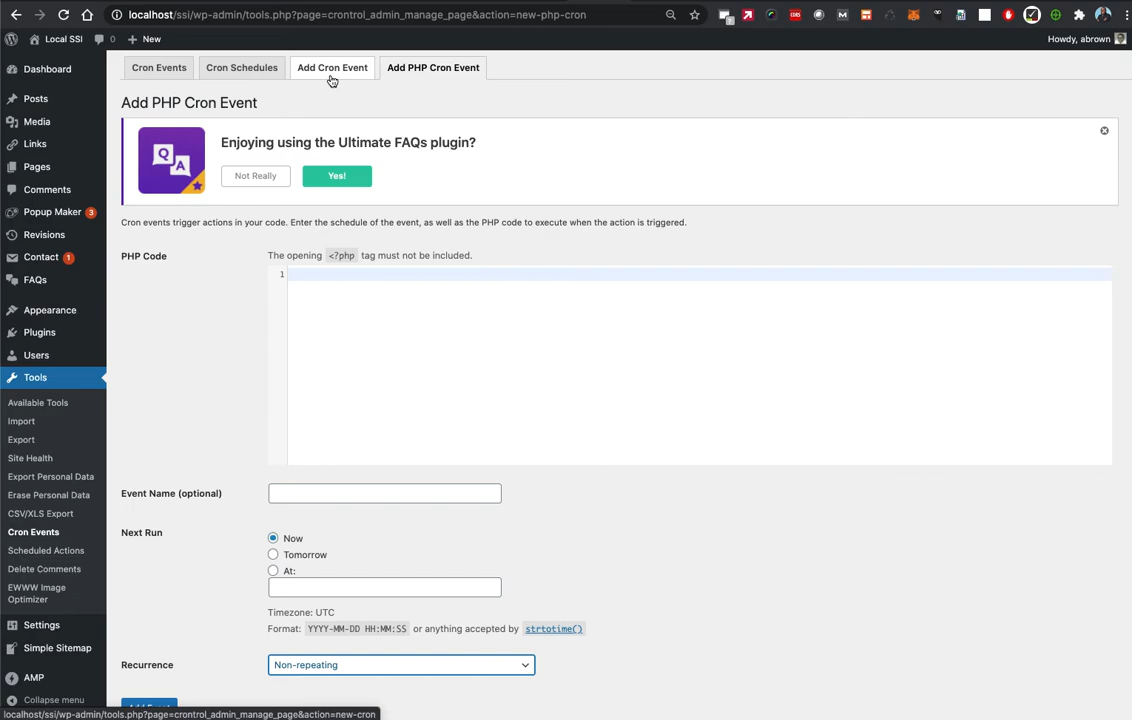 localhost/ssi/wp-admin/tools.php?page=crontrol_admin_manage_page&action=new-php-cron
Local SSI
0
New
Howdy, abrown
Dashboard
Posts
Media
Links
Pages
Comments
Popup Maker 3
Revisions
Contact 1
FAQs
Appearance
Plugins
Users
Tools
Available Tools
Import
Export
Site Health
Export Personal Data
Erase Personal Data
CSV/XLS Export
Cron Events
Scheduled Actions
Delete Comments
EWWW Image
Optimizer
Settings
Simple Sitemap
AMP
Collapse menu
Cron Events
Cron Schedules
Add Cron Event
Add PHP Cron Event
Add PHP Cron Event
Q
A
Enjoying using the Ultimate FAQs plugin?
Not Really
Yes!
Cron events trigger actions in your code. Enter the schedule of the event, as well as the PHP code to execute when the action is triggered.
PHP Code
The opening <?php tag must not be included.
1
Event Name (optional)
Next Run
Now
Tomorrow
At:
Timezone: UTC
Format: YYYY-MM-DD HH:MM:SS or anything accepted by strtotime()
Recurrence
Non-repeating
Add Event
localhost/ssi/wp-admin/tools.php?page=crontrol_admin_manage_page&action=new-cron